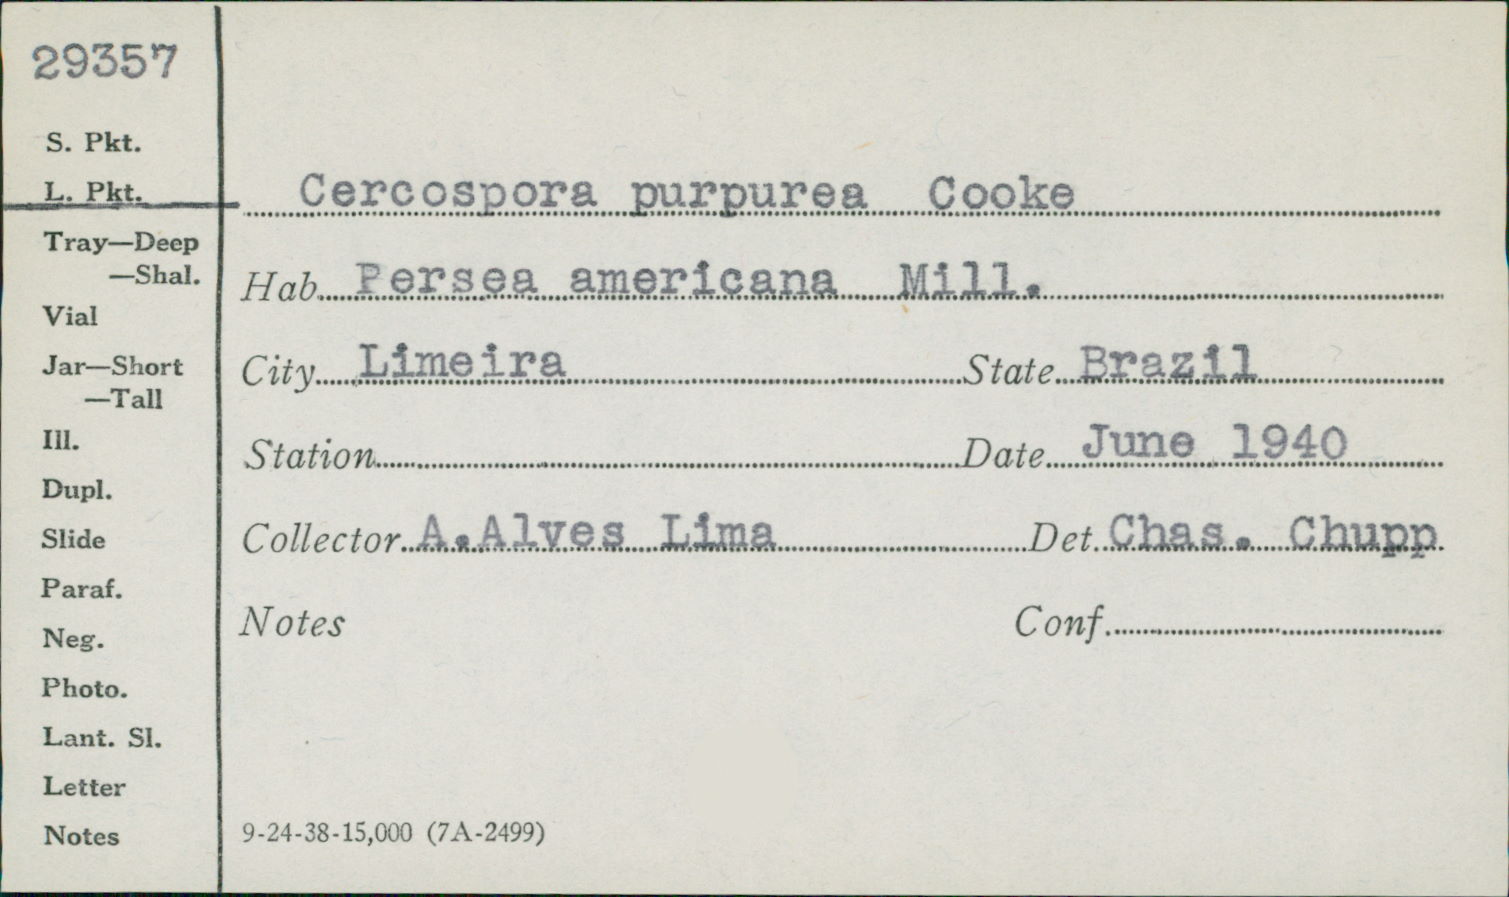 29357
S. Pkt.
L. Pkt.
Tray—Deep
—Shal.
Vial
Jar—Short
—Tall
Ill.
Dupl.
Slide
Paraf.
Neg.
Photo.
Lant. Sl.
Letter
Notes
Cercospora purpurea Cooke
Hab. Persea americana Mill.
City Limeira State Brazil
Station Date June 1940
Collector A.Alves Lima Det. Chas. Chupp
Notes Conf.
9-24-38-15,000 (7A-2499)